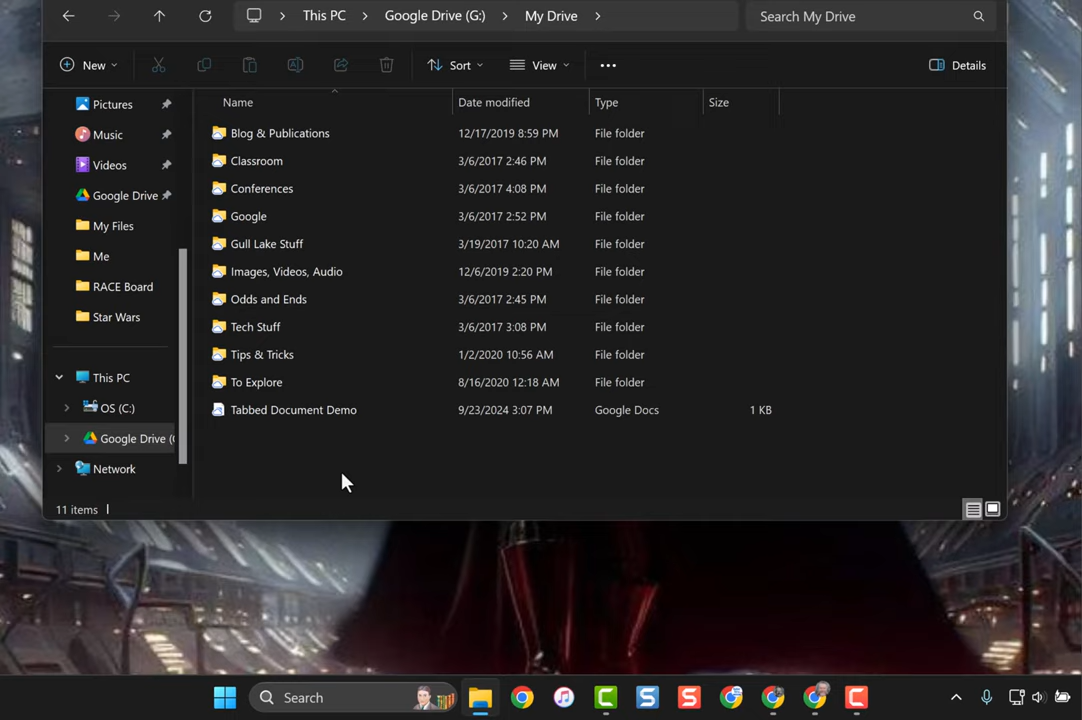 This PC > Google Drive (G:) > My Drive > Search My Drive
New Sort View ... Details
Name Date modified Type Size
Pictures
Music
Videos
Google Drive
My Files
Me
RACE Board
Star Wars
This PC
OS (C:)
Google Drive (
Network
Blog & Publications 12/17/2019 8:59 PM File folder
Classroom 3/6/2017 2:46 PM File folder
Conferences 3/6/2017 4:08 PM File folder
Google 3/6/2017 2:52 PM File folder
Gull Lake Stuff 3/19/2017 10:20 AM File folder
Images, Videos, Audio 12/6/2019 2:20 PM File folder
Odds and Ends 3/6/2017 2:45 PM File folder
Tech Stuff 3/6/2017 3:08 PM File folder
Tips & Tricks 1/2/2020 10:56 AM File folder
To Explore 8/16/2020 12:18 AM File folder
Tabbed Document Demo 9/23/2024 3:07 PM Google Docs 1 KB
11 items
Search